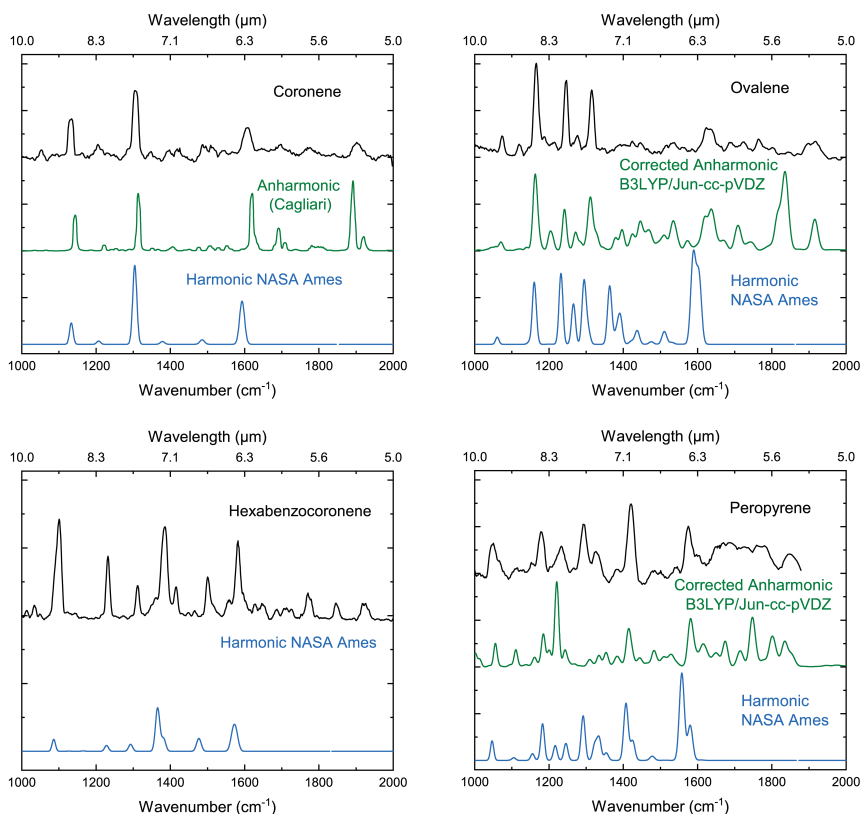 Wavelength (µm)
10.0 8.3 7.1 6.3 5.6 5.0
Coronene
Anharmonic
(Cagliari)
Harmonic NASA Ames
1000 1200 1400 1600 1800 2000
Wavenumber (cm-1)
Wavelength (µm)
10.0 8.3 7.1 6.3 5.6 5.0
Ovalene
Corrected Anharmonic
B3LYP/Jun-cc-pVDZ
Harmonic
NASA Ames
1000 1200 1400 1600 1800 2000
Wavenumber (cm-1)
Wavelength (µm)
10.0 8.3 7.1 6.3 5.6 5.0
Hexabenzocoronene
Harmonic NASA Ames
1000 1200 1400 1600 1800 2000
Wavenumber (cm-1)
Wavelength (µm)
10.0 8.3 7.1 6.3 5.6 5.0
Peropyrene
Corrected Anharmonic
B3LYP/Jun-cc-pVDZ
Harmonic
NASA Ames
1000 1200 1400 1600 1800 2000
Wavenumber (cm-1)